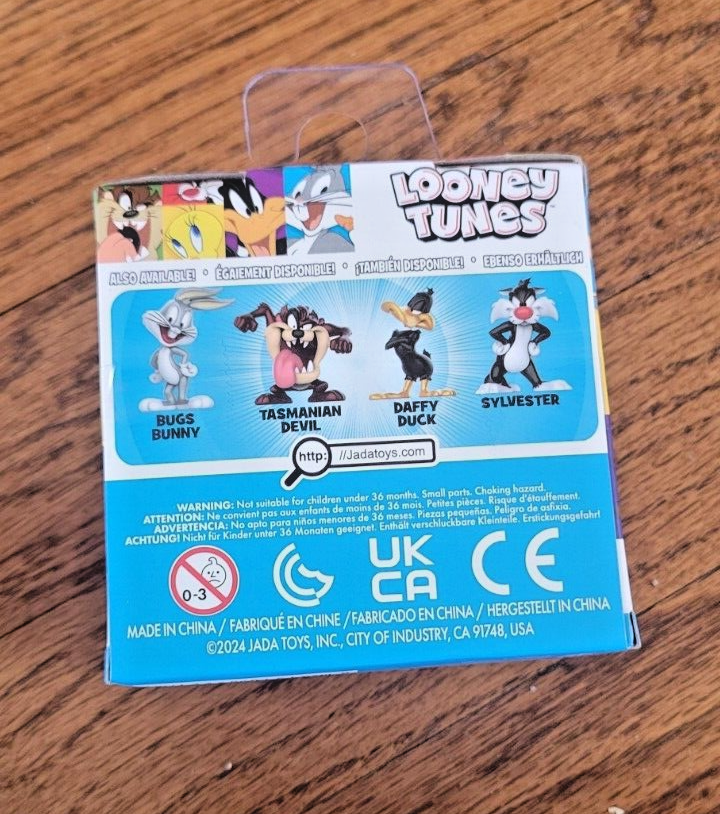 LOONEY
TUNES
ALSO AVAILABLE! • ÉGAIEMENT DISPONIBLE! • ¡TAMBIÉN DISPONIBLE! • EBENSO ERHÄLTLICH
BUGS
BUNNY
TASMANIAN
DEVIL
DAFFY
DUCK
SYLVESTER
http: //Jadatoys.com
WARNING: Not suitable for children under 36 months. Small parts. Choking hazard.
ATTENTION: Ne convient pas aux enfants de moins de 36 mois. Petites pièces. Risque d'étouffement.
ADVERTENCIA: No apto para niños menores de 36 meses. Piezas pequeñas. Peligro de asfixia.
ACHTUNG! Nicht für Kinder unter 36 Monaten geeignet. Enthält verschluckbare Kleinteile. Erstickungsgefahr!
0-3
UK
CA
CE
MADE IN CHINA / FABRIQUÉ EN CHINE / FABRICADO EN CHINA / HERGESTELLT IN CHINA
©2024 JADA TOYS, INC., CITY OF INDUSTRY, CA 91748, USA